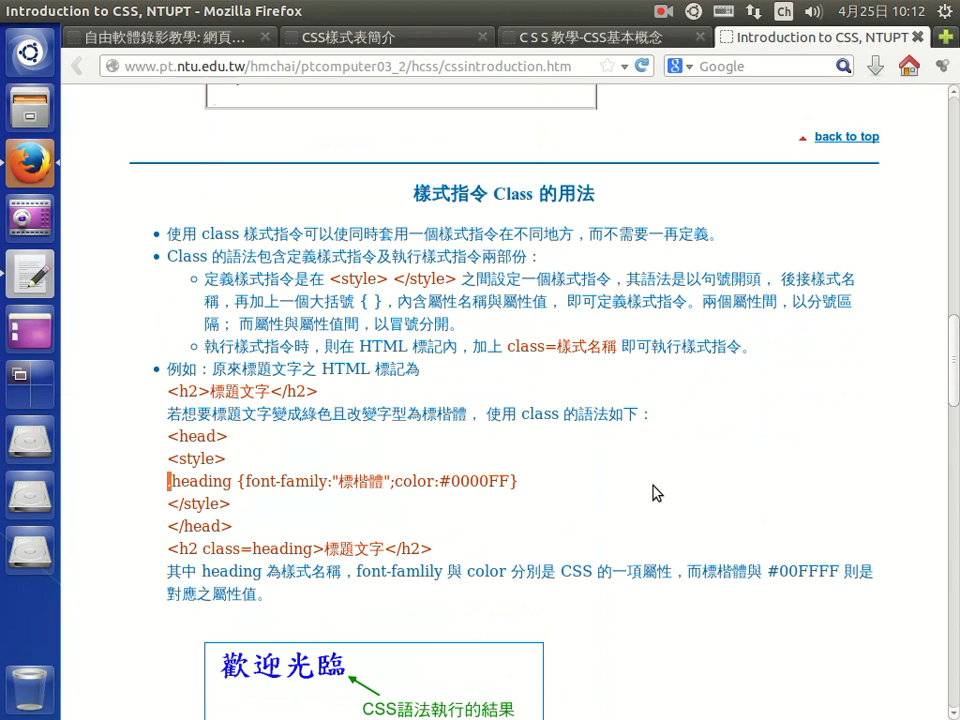 Introduction to CSS, NTUPT - Mozilla Firefox
Ch
4月25日 10:12
自由軟體錄影教學: 網頁…
CSS樣式表簡介
C S S 教學-CSS基本概念
Introduction to CSS, NTUPT
www.pt.ntu.edu.tw/hmchai/ptcomputer03_2/hcss/cssintroduction.htm
Google
back to top
樣式指令 Class 的用法
使用 class 樣式指令可以使同時套用一個樣式指令在不同地方，而不需要一再定義。
Class 的語法包含定義樣式指令及執行樣式指令兩部份：
定義樣式指令是在 <style> </style> 之間設定一個樣式指令，其語法是以句號開頭， 後接樣式名
稱，再加上一個大括號 { }，內含屬性名稱與屬性值， 即可定義樣式指令。兩個屬性間，以分號區
隔； 而屬性與屬性值間，以冒號分開。
執行樣式指令時，則在 HTML 標記內，加上 class=樣式名稱 即可執行樣式指令。
例如：原來標題文字之 HTML 標記為
<h2>標題文字</h2>
若想要標題文字變成綠色且改變字型為標楷體， 使用 class 的語法如下：
<head>
<style>
.heading {font-family:"標楷體";color:#0000FF}
</style>
</head>
<h2 class=heading>標題文字</h2>
其中 heading 為樣式名稱，font-famlily 與 color 分別是 CSS 的一項屬性，而標楷體與 #00FFFF 則是
對應之屬性值。
歡迎光臨
CSS語法執行的結果